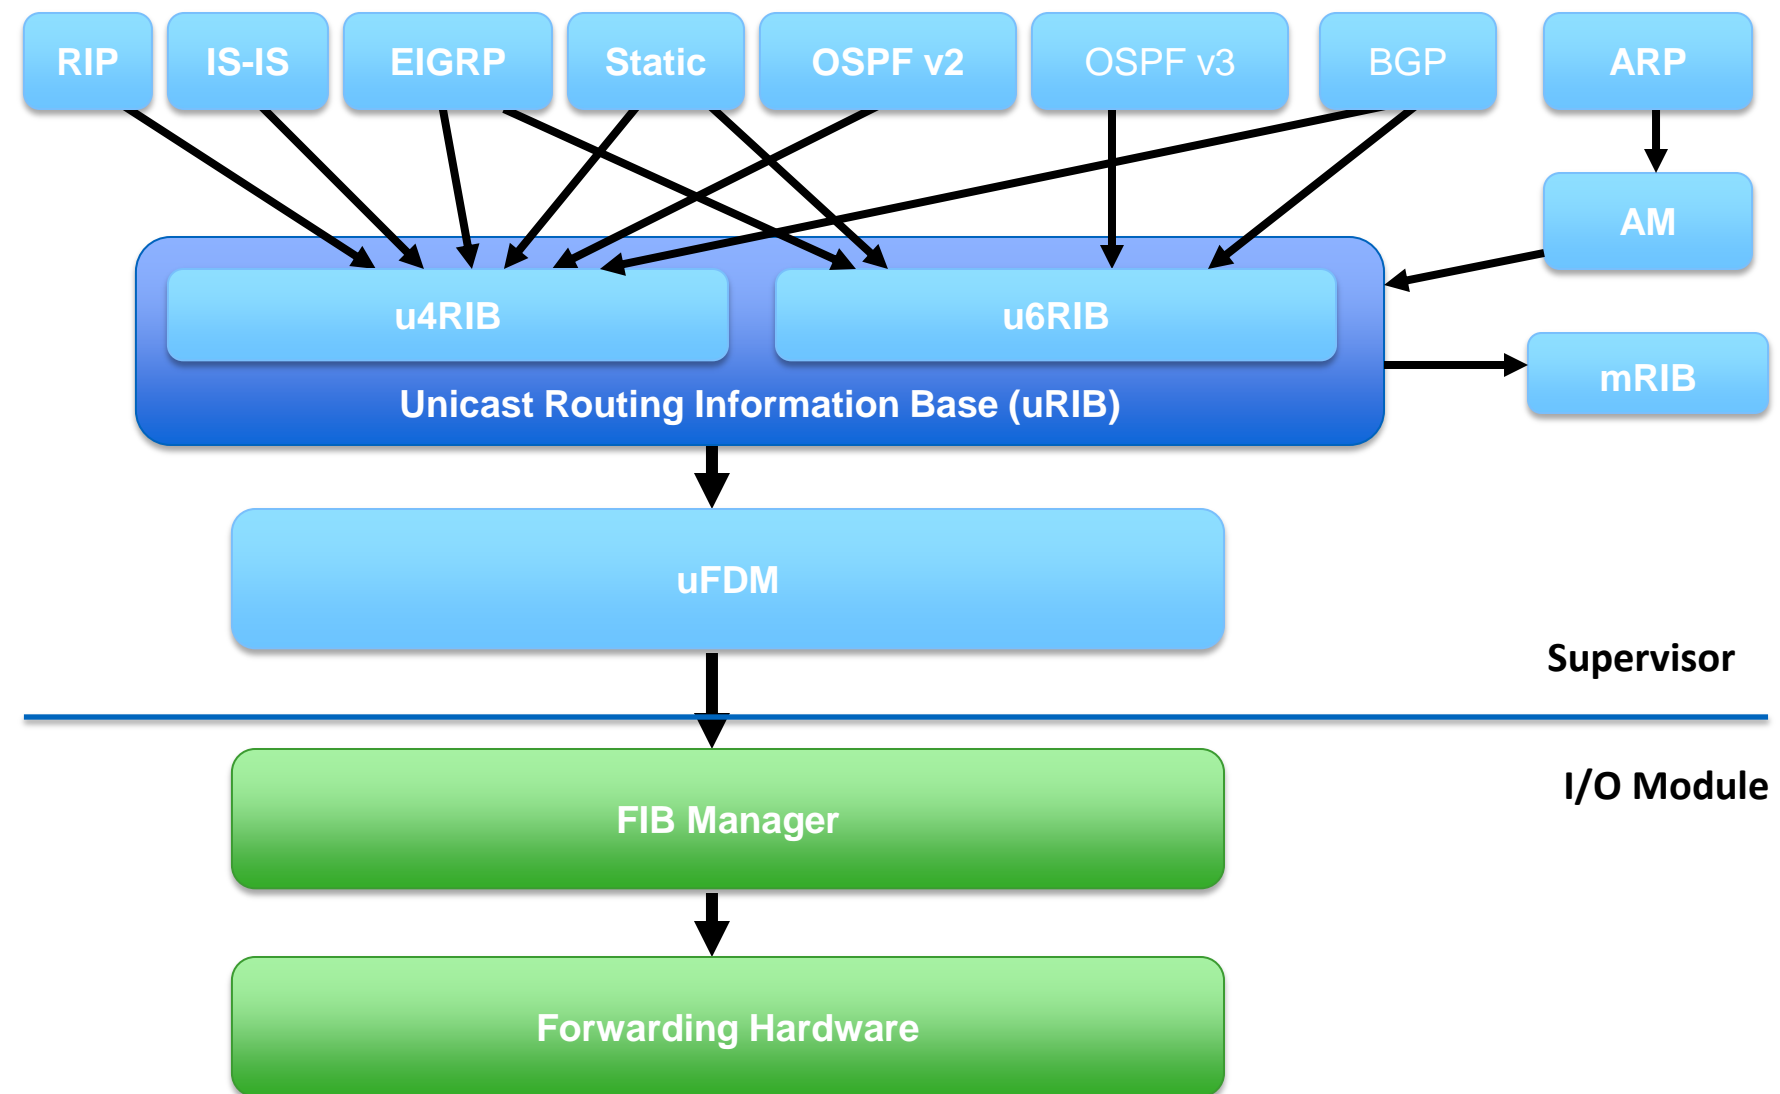 RIP
IS-IS
EIGRP
Static
OSPF v2
OSPF v3
BGP
ARP
AM
u4RIB
u6RIB
mRIB
Unicast Routing Information Base (uRIB)
uFDM
Supervisor
I/O Module
FIB Manager
Forwarding Hardware